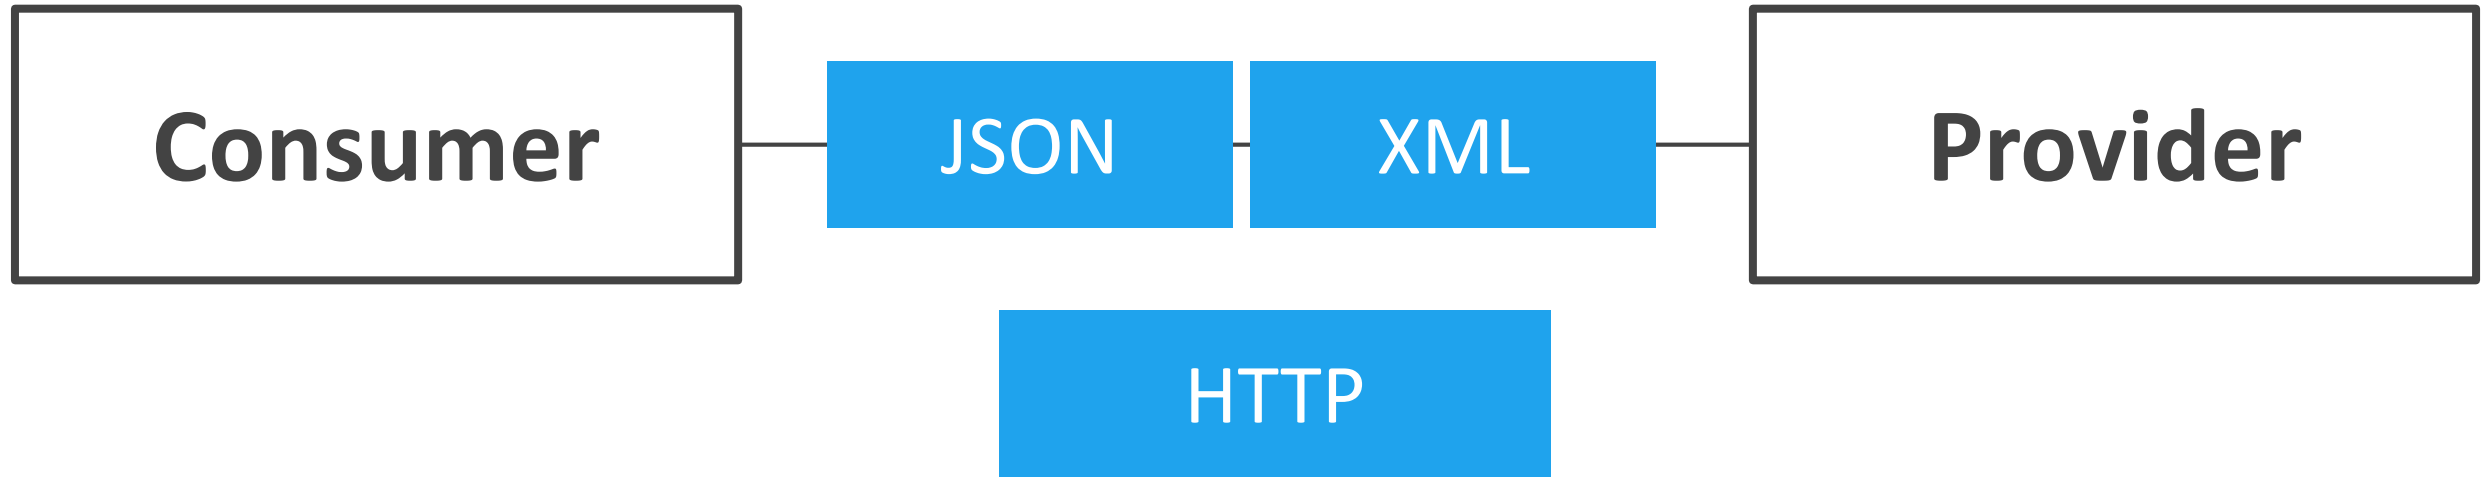 Consumer
JSON
XML
Provider
HTTP